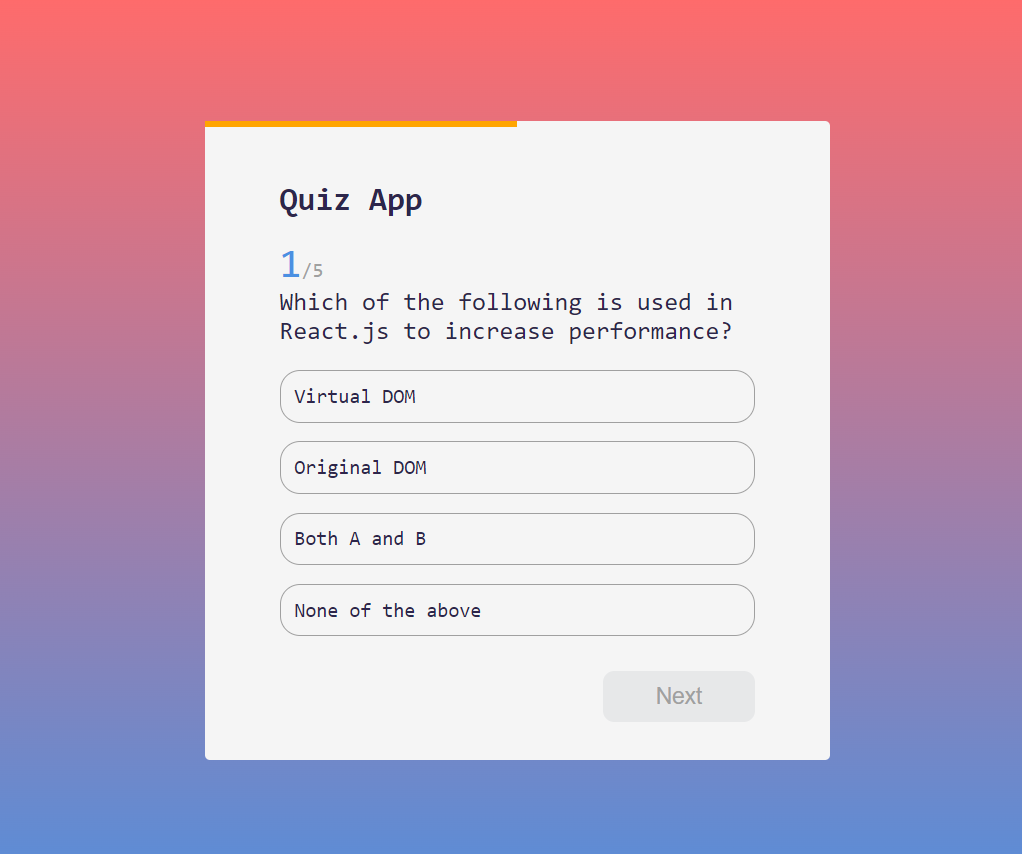 Quiz App
1/5
Which of the following is used in
React.js to increase performance?
Virtual DOM
Original DOM
Both A and B
None of the above
Next